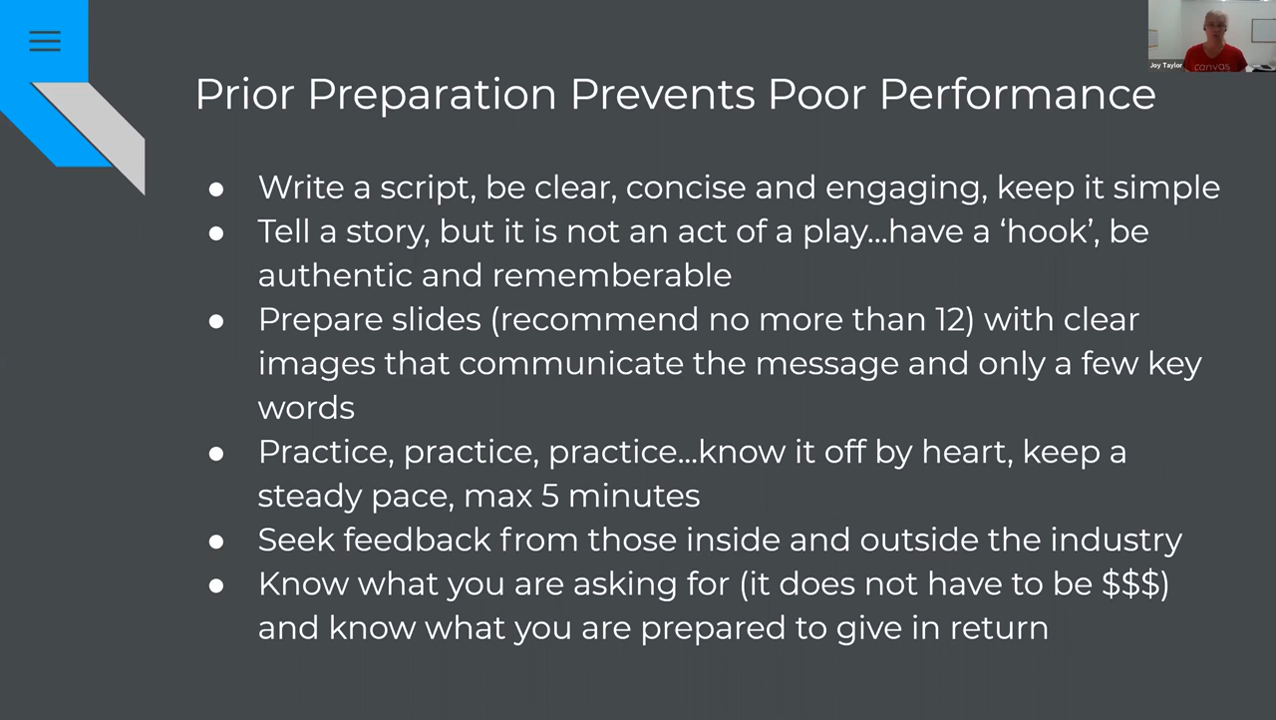 Joy Taylor
canvas
Prior Preparation Prevents Poor Performance
● Write a script, be clear, concise and engaging, keep it simple
● Tell a story, but it is not an act of a play...have a ‘hook’, be
authentic and rememberable
● Prepare slides (recommend no more than 12) with clear
images that communicate the message and only a few key
words
● Practice, practice, practice...know it off by heart, keep a
steady pace, max 5 minutes
● Seek feedback from those inside and outside the industry
● Know what you are asking for (it does not have to be $$$)
and know what you are prepared to give in return